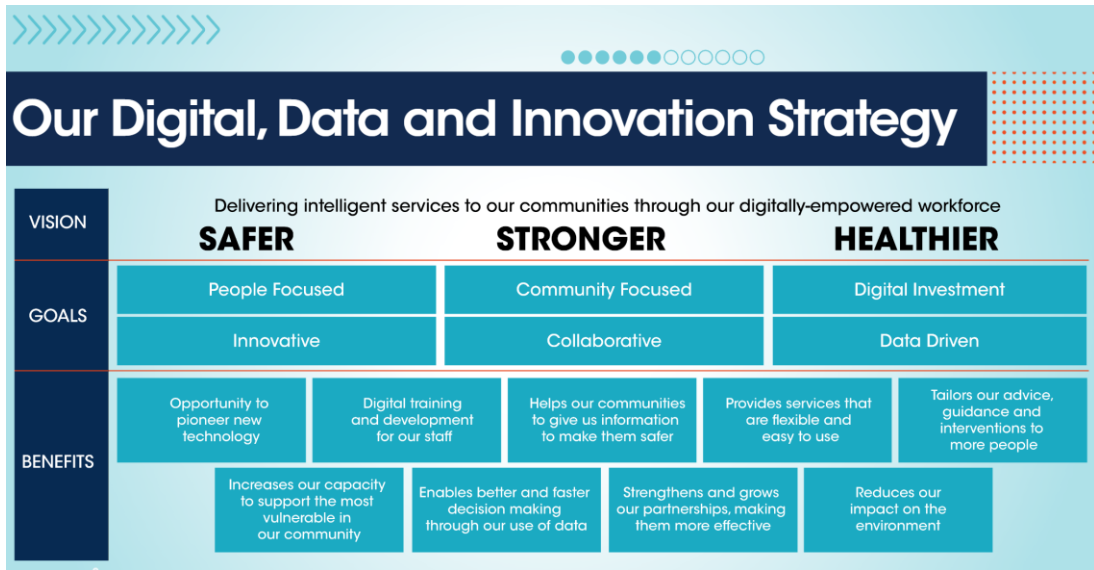 Our Digital, Data and Innovation Strategy
VISION
Delivering intelligent services to our communities through our digitally-empowered workforce
SAFER
STRONGER
HEALTHIER
GOALS
People Focused
Community Focused
Digital Investment
Innovative
Collaborative
Data Driven
BENEFITS
Opportunity to
pioneer new
technology
Digital training
and development
for our staff
Helps our communities
to give us information
to make them safer
Provides services that
are flexible and
easy to use
Tailors our advice,
guidance and
interventions to
more people
Increases our capacity
to support the most
vulnerable in
our community
Enables better and faster
decision making
through our use of data
Strengthens and grows
our partnerships, making
them more effective
Reduces our
impact on the
environment